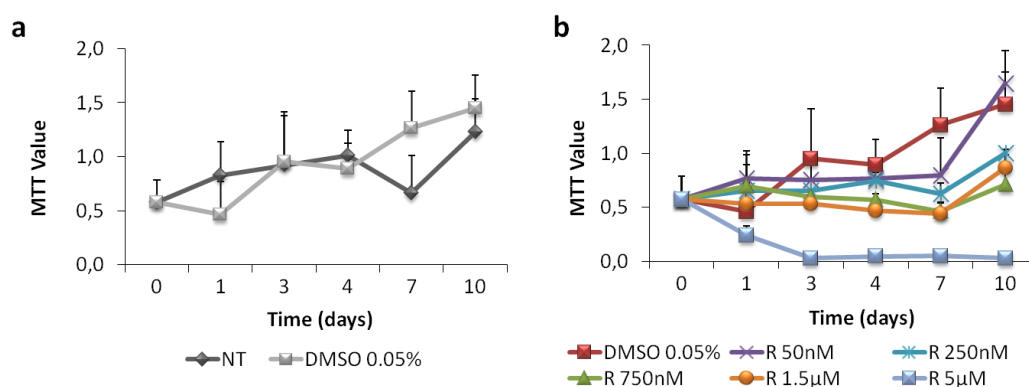 a
MTT Value
2,0
1,5
1,0
0,5
0,0
0 1 3 4 7 10
Time (days)
NT DMSO 0.05%
b
MTT Value
2,0
1,5
1,0
0,5
0,0
0 1 3 4 7 10
Time (days)
DMSO 0.05% R 50nM R 250nM
R 750nM R 1.5µM R 5µM